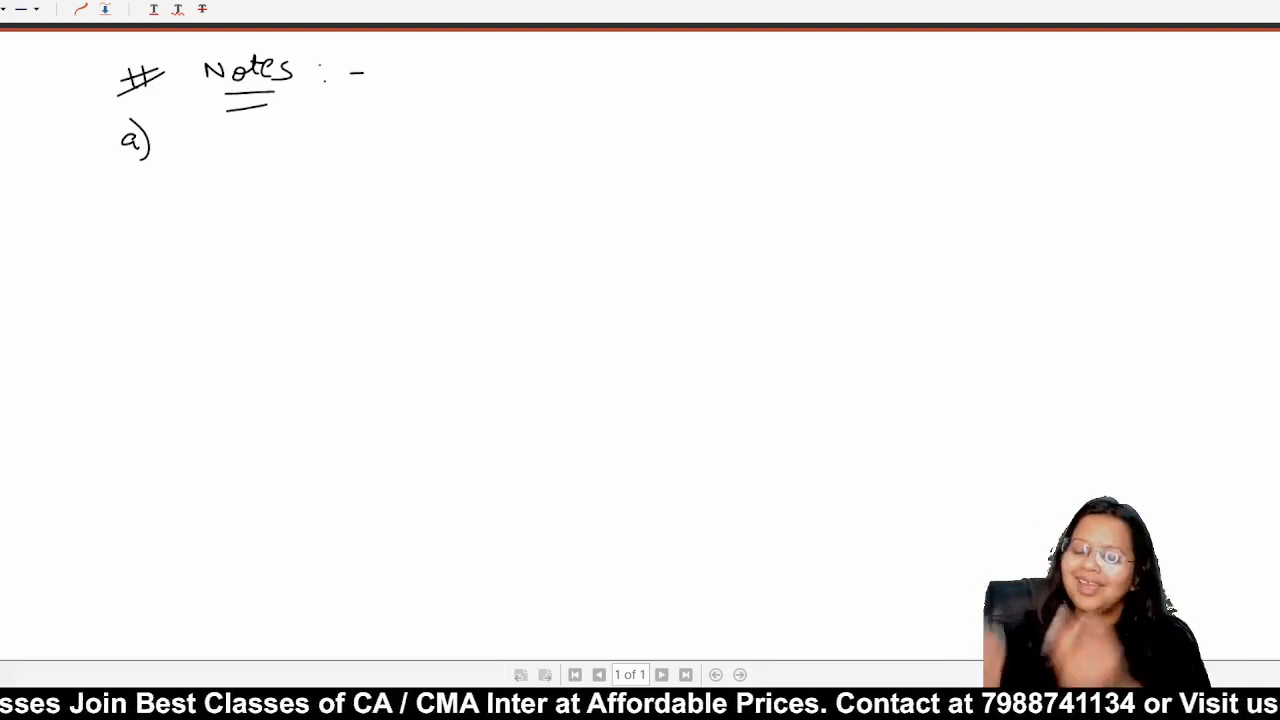 # Notes : -
a)
1 of 1
sses Join Best Classes of CA / CMA Inter at Affordable Prices. Contact at 7988741134 or Visit us